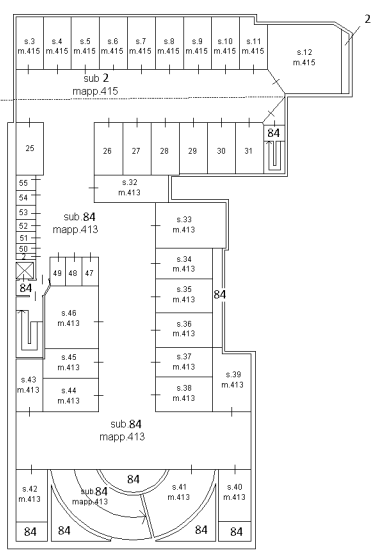 2
s.3
m.415
s.4
m.415
s.5
m.415
s.6
m.415
s.7
m.415
s.8
m.415
s.9
m.415
s.10
m.415
s.11
m.415
s.12
m.415
sub 2
mapp.415
84
25
26
27
28
29
30
31
s.32
m.413
55
54
53
52
51
50
2
sub.84
mapp.413
s.33
m.413
s.34
m.413
s.35
m.413
s.36
m.413
s.37
m.413
s.38
m.413
84
49
48
47
84
s.46
m.413
s.45
m.413
s.44
m.413
s.43
m.413
s.39
m.413
sub.84
mapp.413
s.42
m.413
84
sub.84
mapp.413
s.41
m.413
s.40
m.413
84
84
84
84